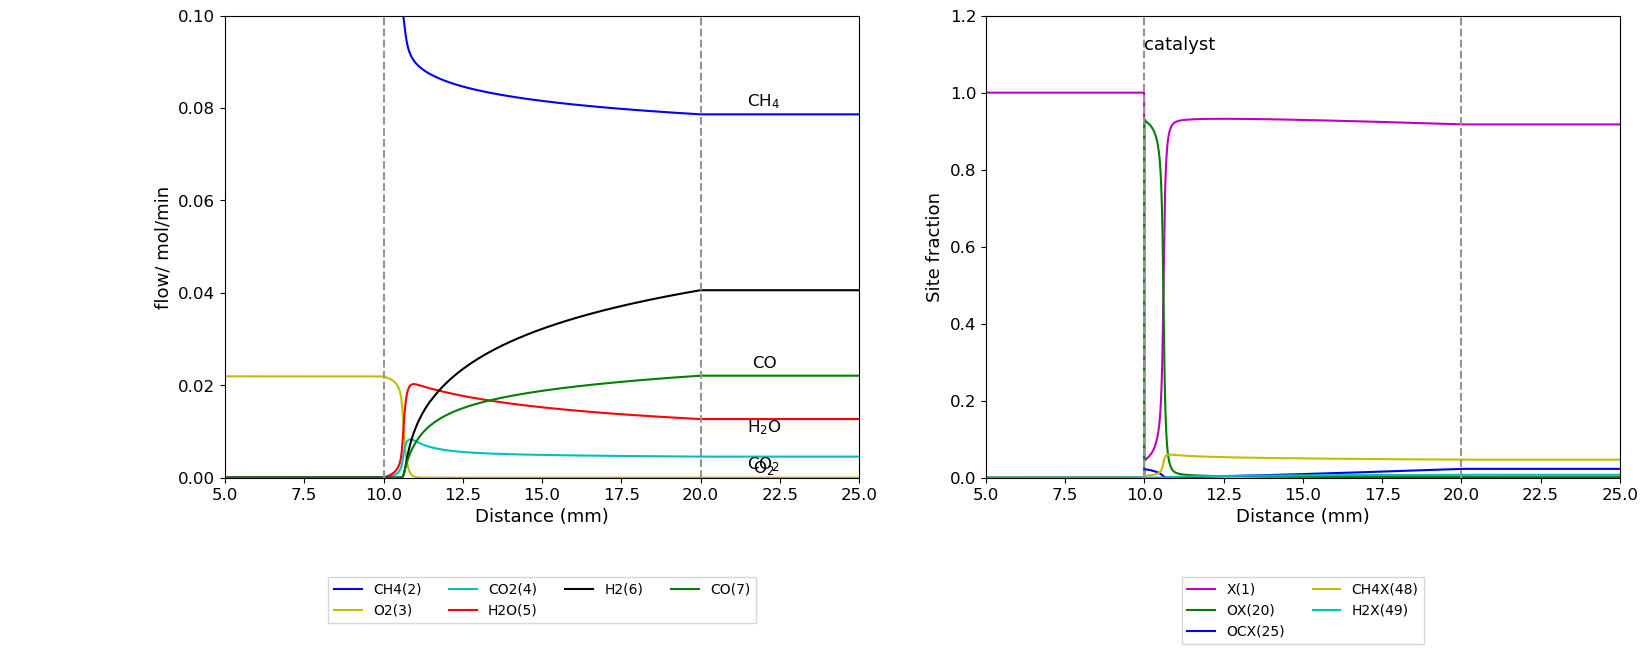 0.10
0.08
0.06
0.04
0.02
0.00
flow/ mol/min
CH₄
CO
H₂O
CO₂
O₂
5.0 7.5 10.0 12.5 15.0 17.5 20.0 22.5 25.0
Distance (mm)
CH4(2) CO2(4) H2(6) CO(7)
O2(3) H2O(5)
1.2
1.0
0.8
0.6
0.4
0.2
0.0
Site fraction
catalyst
5.0 7.5 10.0 12.5 15.0 17.5 20.0 22.5 25.0
Distance (mm)
X(1) CH4X(48)
OX(20) H2X(49)
OCX(25)